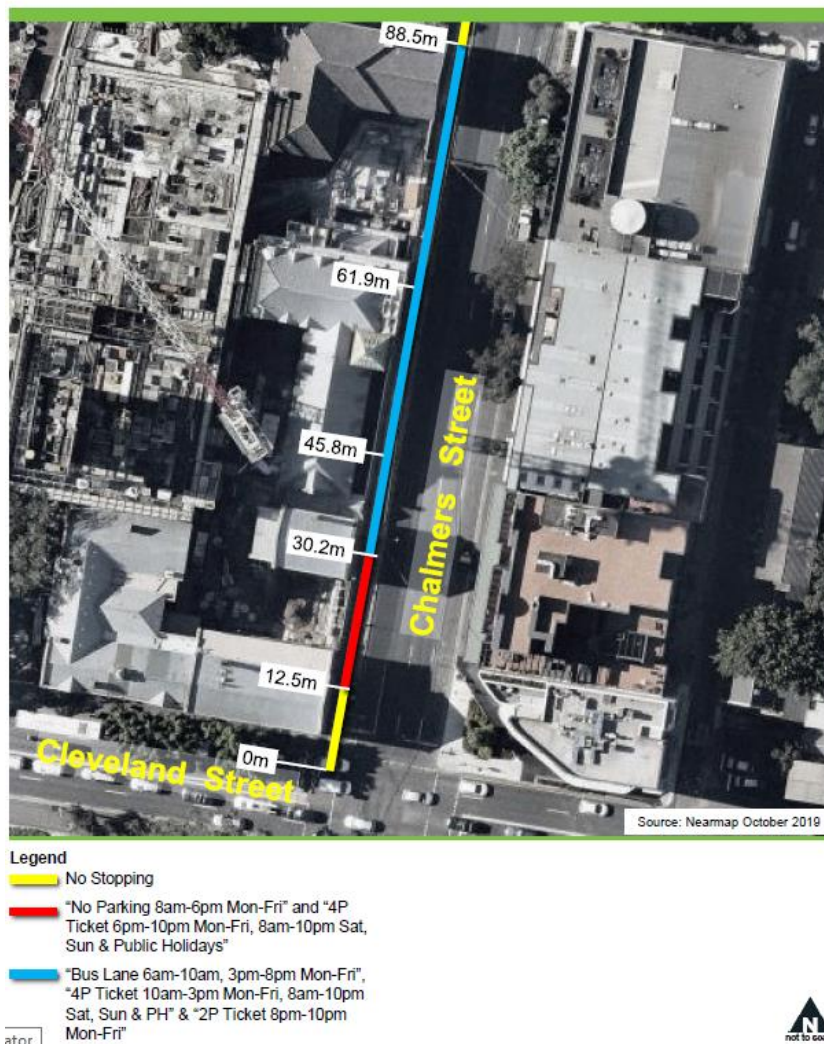 88.5m
61.9m
45.8m
30.2m
12.5m
0m
Chalmers Street
Cleveland Street
Source: Nearmap October 2019
Legend
No Stopping
“No Parking 8am-6pm Mon-Fri” and “4P
Ticket 6pm-10pm Mon-Fri, 8am-10pm Sat,
Sun & Public Holidays”
“Bus Lane 6am-10am, 3pm-8pm Mon-Fri”,
“4P Ticket 10am-3pm Mon-Fri, 8am-10pm
Sat, Sun & PH” & “2P Ticket 8pm-10pm
Mon-Fri”
ator
N
not to